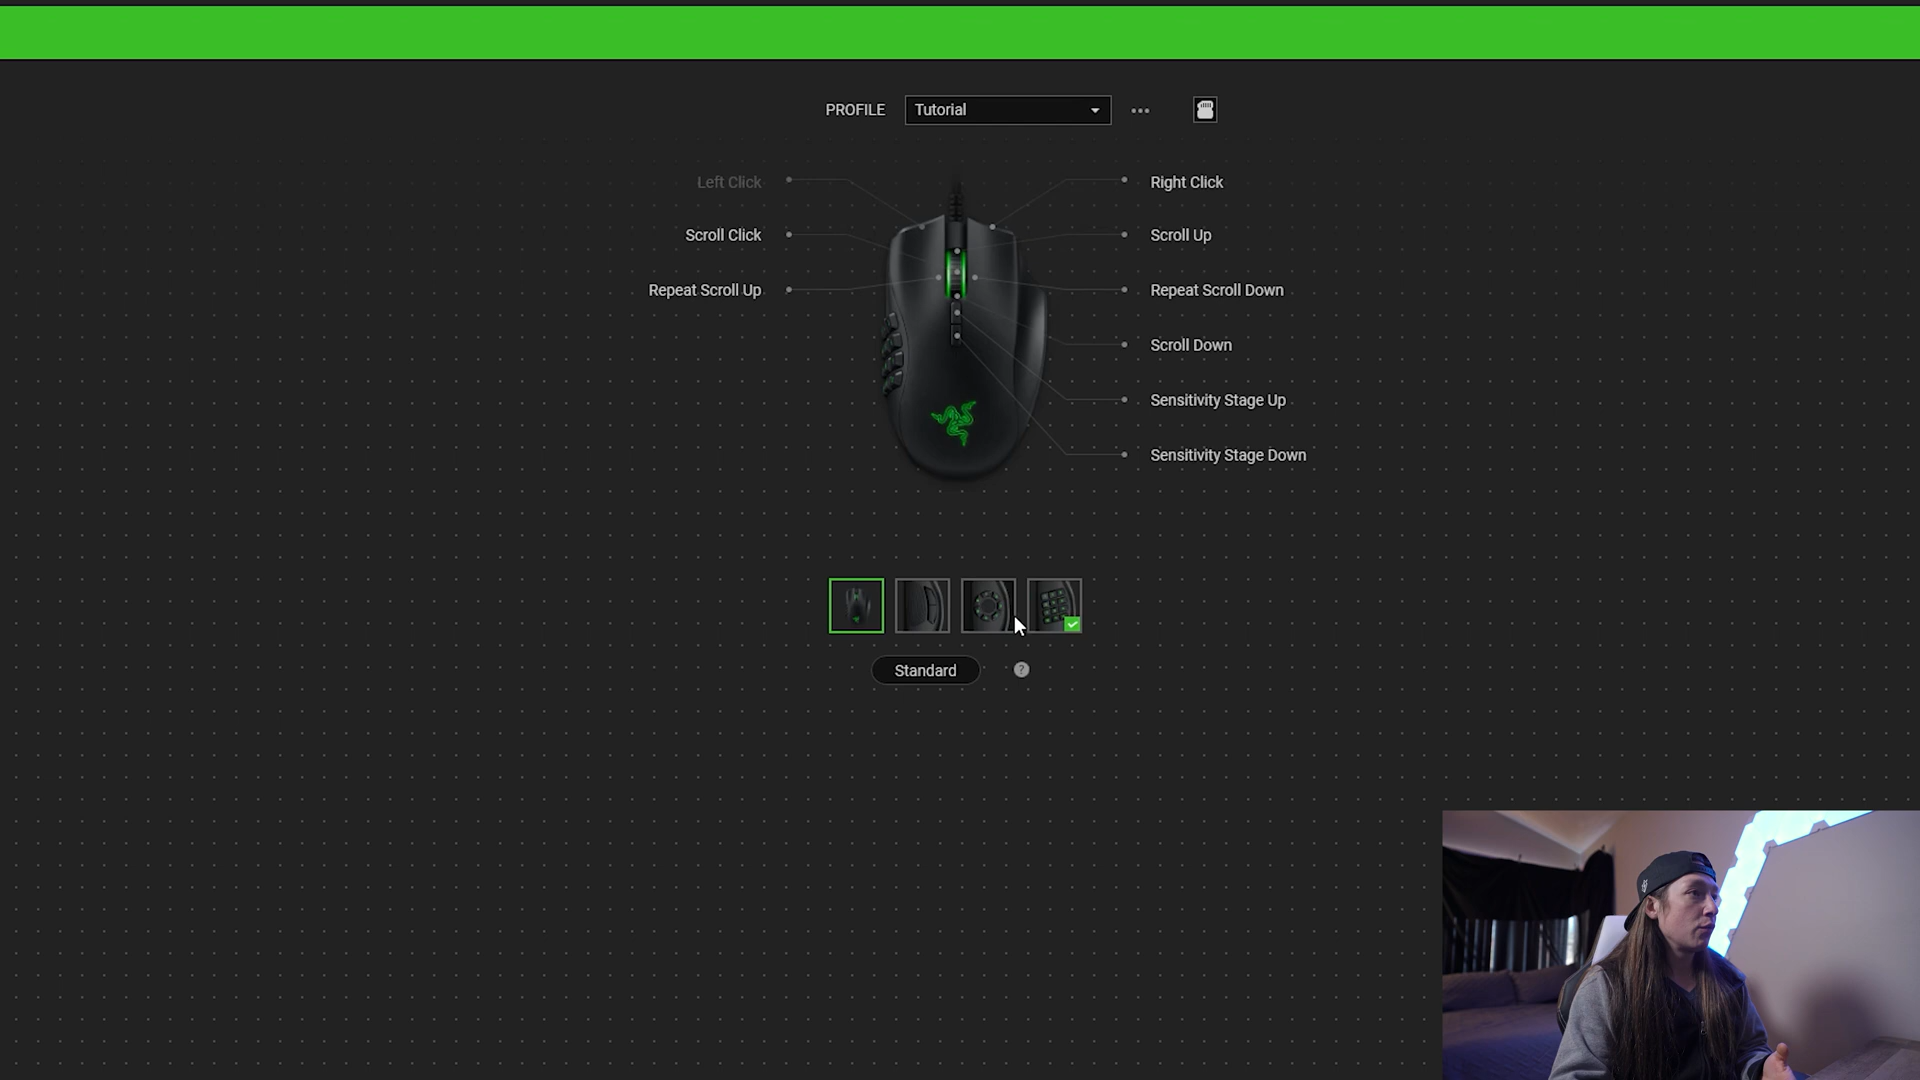 PROFILE Tutorial
Left Click
Right Click
Scroll Click
Scroll Up
Repeat Scroll Up
Repeat Scroll Down
Scroll Down
Sensitivity Stage Up
Sensitivity Stage Down
Standard ?